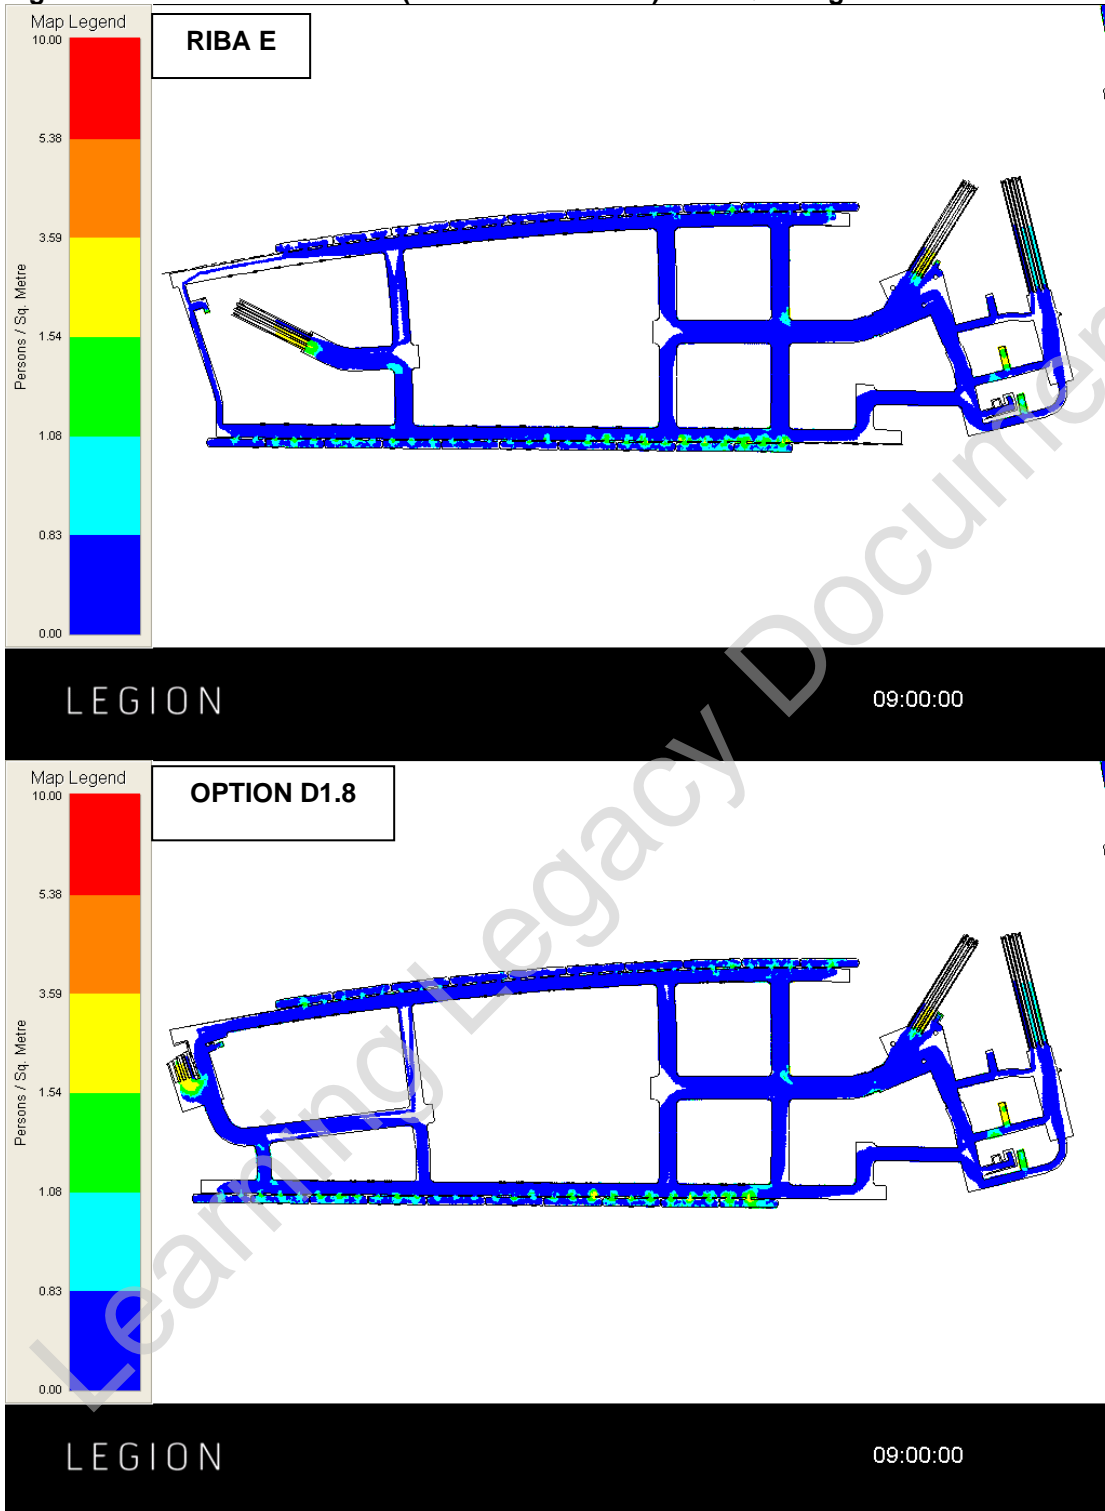 Map Legend
10.00
5.38
3.59
1.54
1.08
0.83
0.00
Persons / Sq. Metre
RIBA E
LEGION
09:00:00
Map Legend
10.00
5.38
3.59
1.54
1.08
0.83
0.00
Persons / Sq. Metre
OPTION D1.8
LEGION
09:00:00
Learning Legacy Documen